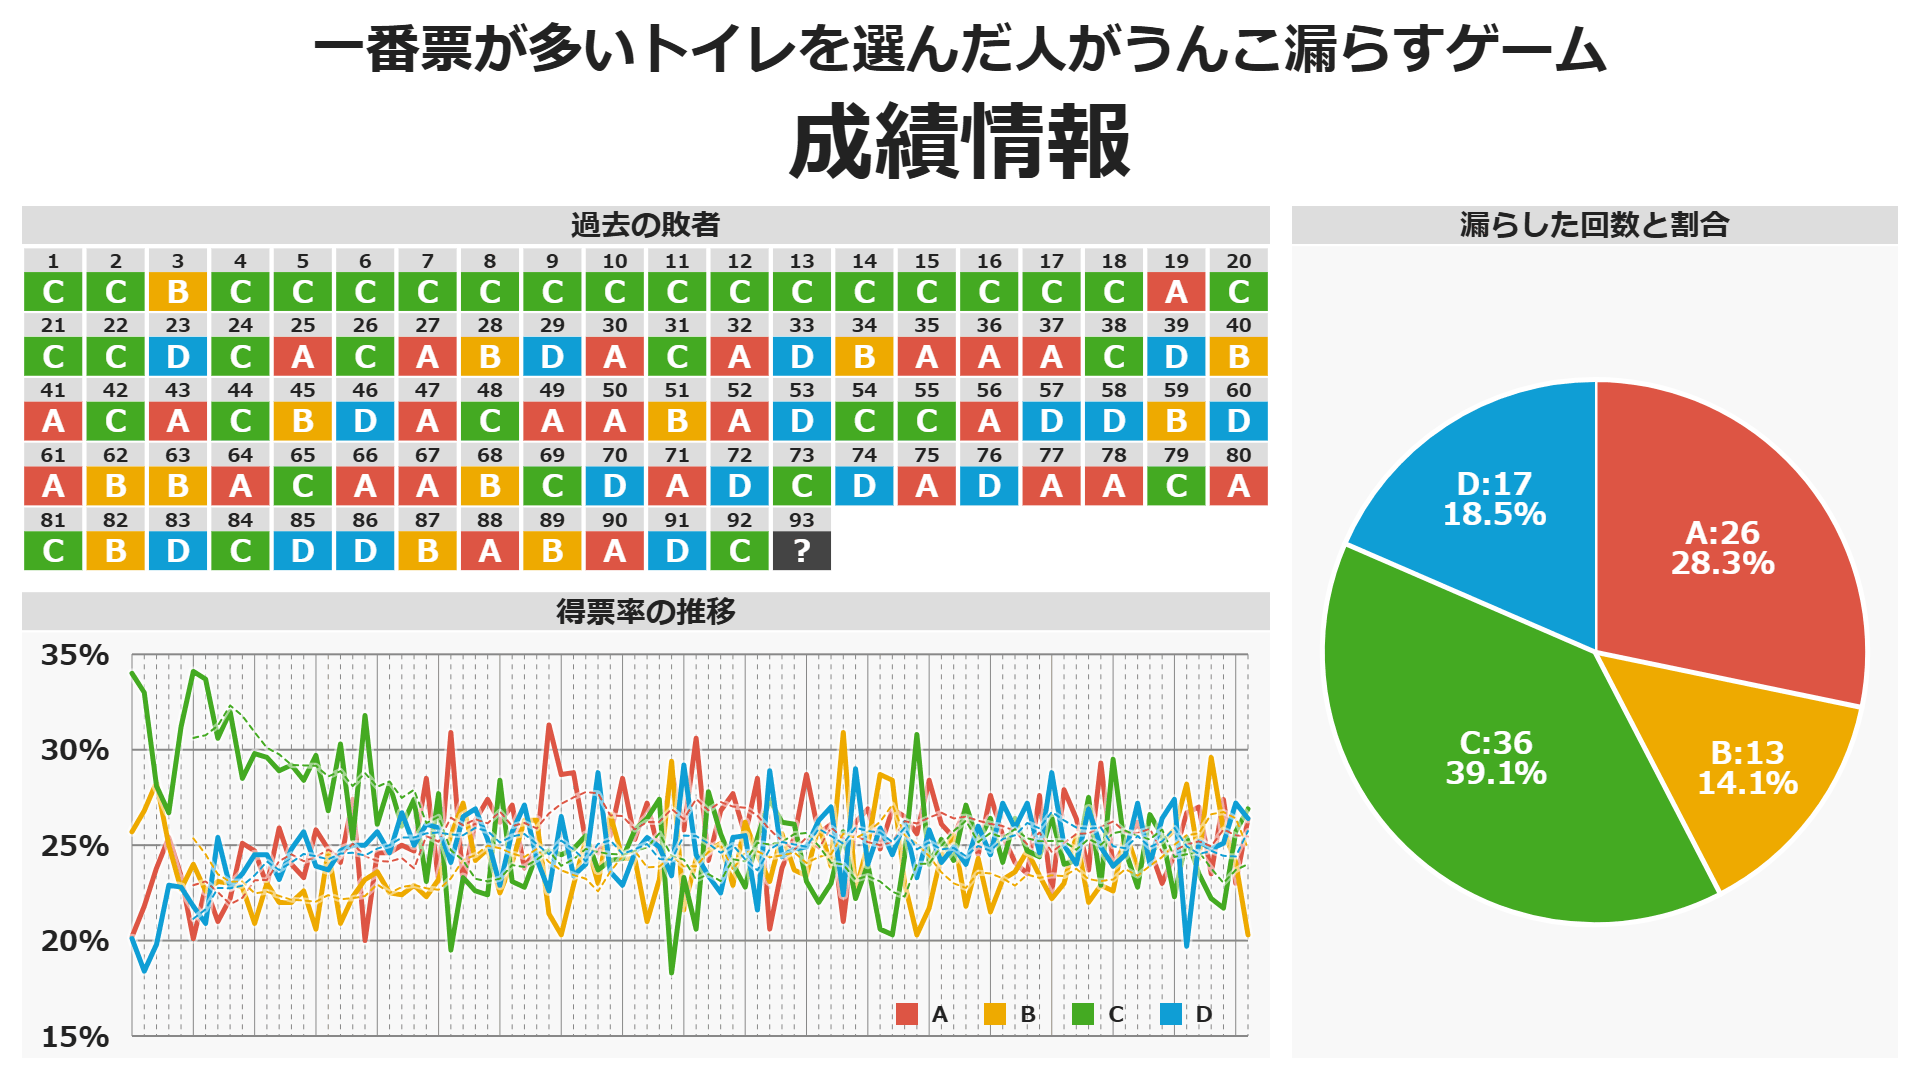 一番票が多いトイレを選んだ人がうんこ漏らすゲーム
成績情報
過去の敗者
1 2 3 4 5 6 7 8 9 10 11 12 13 14 15 16 17 18 19 20
C C B C C C C C C C C C C C C C C C A C
21 22 23 24 25 26 27 28 29 30 31 32 33 34 35 36 37 38 39 40
C C D C A C A B D A C A D B A A A C D B
41 42 43 44 45 46 47 48 49 50 51 52 53 54 55 56 57 58 59 60
A C A C B D A C A A B A D C C A D D B D
61 62 63 64 65 66 67 68 69 70 71 72 73 74 75 76 77 78 79 80
A B B A C A A B C D A D C D A D A A C A
81 82 83 84 85 86 87 88 89 90 91 92 93
C B D C D D B A B A D C ?
得票率の推移
35%
30%
25%
20%
15%
A B C D
漏らした回数と割合
D:17
18.5%
A:26
28.3%
C:36
39.1%
B:13
14.1%